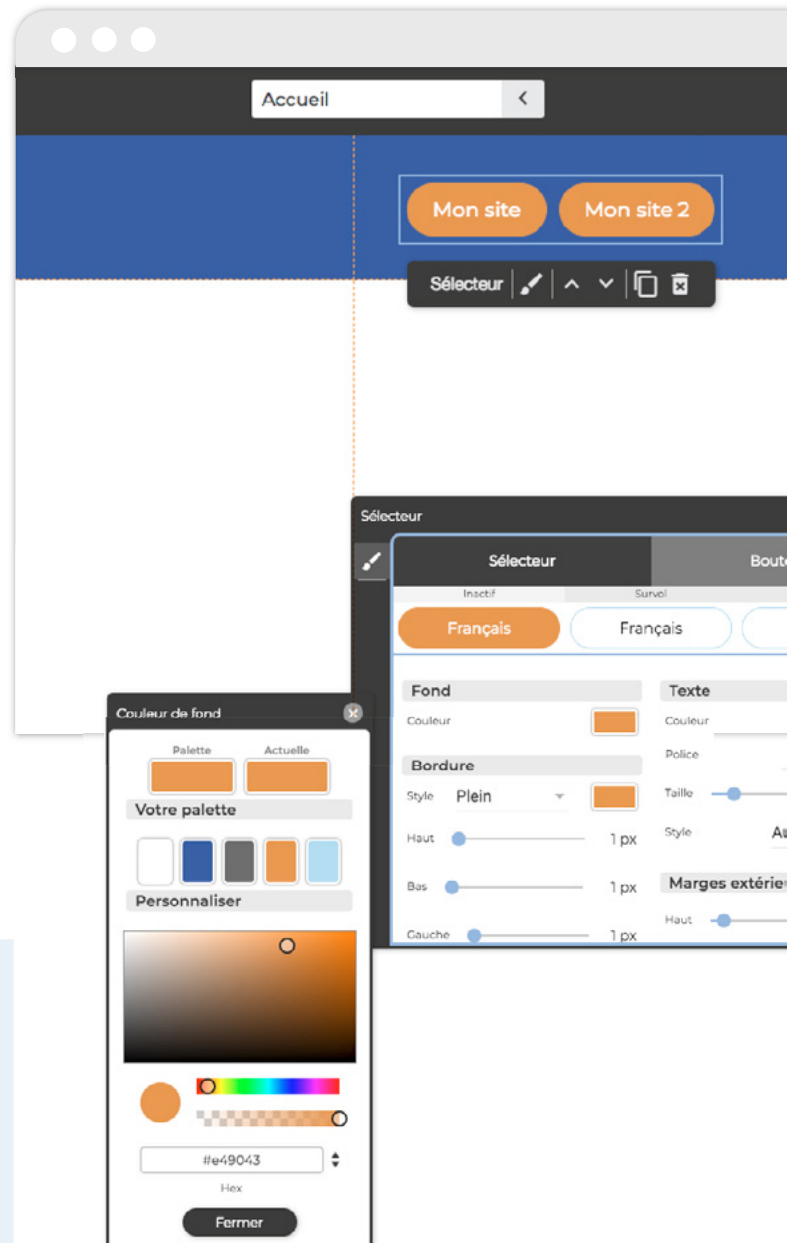 Accueil
Mon site Mon site 2
Sélecteur
Sélecteur
Sélecteur
Inactif Survol
Français Français
Fond Texte
Couleur Couleur
Police
Bordure
Style Plein Taille
Haut 1 px Style
Bas 1 px
Haut
Gauche 1 px
Couleur de fond
Palette Actuelle
Votre palette
Personnaliser
#e49043
Hex
Fermer